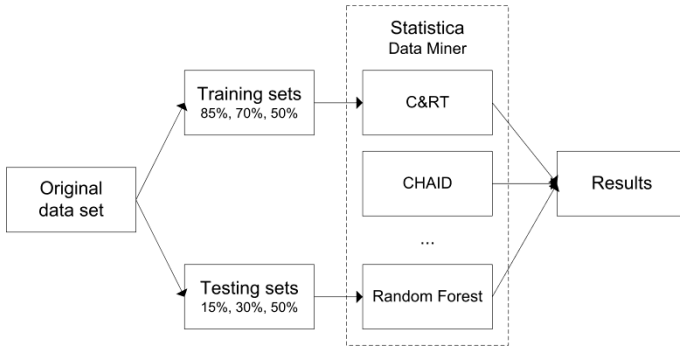 Statistica
Data Miner
Training sets
85%, 70%, 50%
C&RT
Original
data set
CHAID
Results
...
Testing sets
15%, 30%, 50%
Random Forest